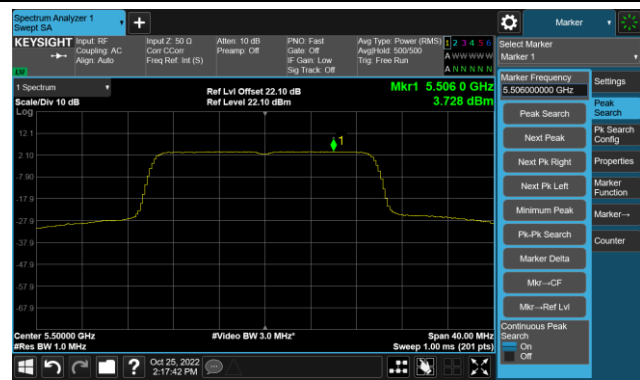 Spectrum Analyzer 1
Swept SA
+
Marker
KEYSIGHT
Input: RF
Coupling: AC
Align: Auto
Input Z: 50 Ω
Corr CCorr
Freq Ref: Int (S)
Atten: 10 dB
Preamp: Off
PNO: Fast
Gate: Off
IF Gain: Low
Sig Track: Off
Avg Type: Power (RMS)
Avg|Hold: 500/500
Trig: Free Run
1 2 3 4 5 6
A W W W W W
A N N N N N
LXI
Select Marker
Marker 1
1 Spectrum
Scale/Div 10 dB
Log
Ref Lvl Offset 22.10 dB
Ref Level 22.10 dBm
Mkr1 5.506 0 GHz
3.728 dBm
12.1
2.10
-7.90
-17.9
-27.9
-37.9
-47.9
-57.9
-67.9
1
Center 5.50000 GHz
#Res BW 1.0 MHz
#Video BW 3.0 MHz*
Span 40.00 MHz
Sweep 1.00 ms (201 pts)
Marker Frequency
5.506000000 GHz
Peak Search
Next Peak
Next Pk Right
Next Pk Left
Minimum Peak
Pk-Pk Search
Marker Delta
Mkr→CF
Mkr→Ref Lvl
Continuous Peak
Search
On
Off
Settings
Peak
Search
Pk Search
Config
Properties
Marker
Function
Marker→
Counter
?
Oct 25, 2022
2:17:42 PM